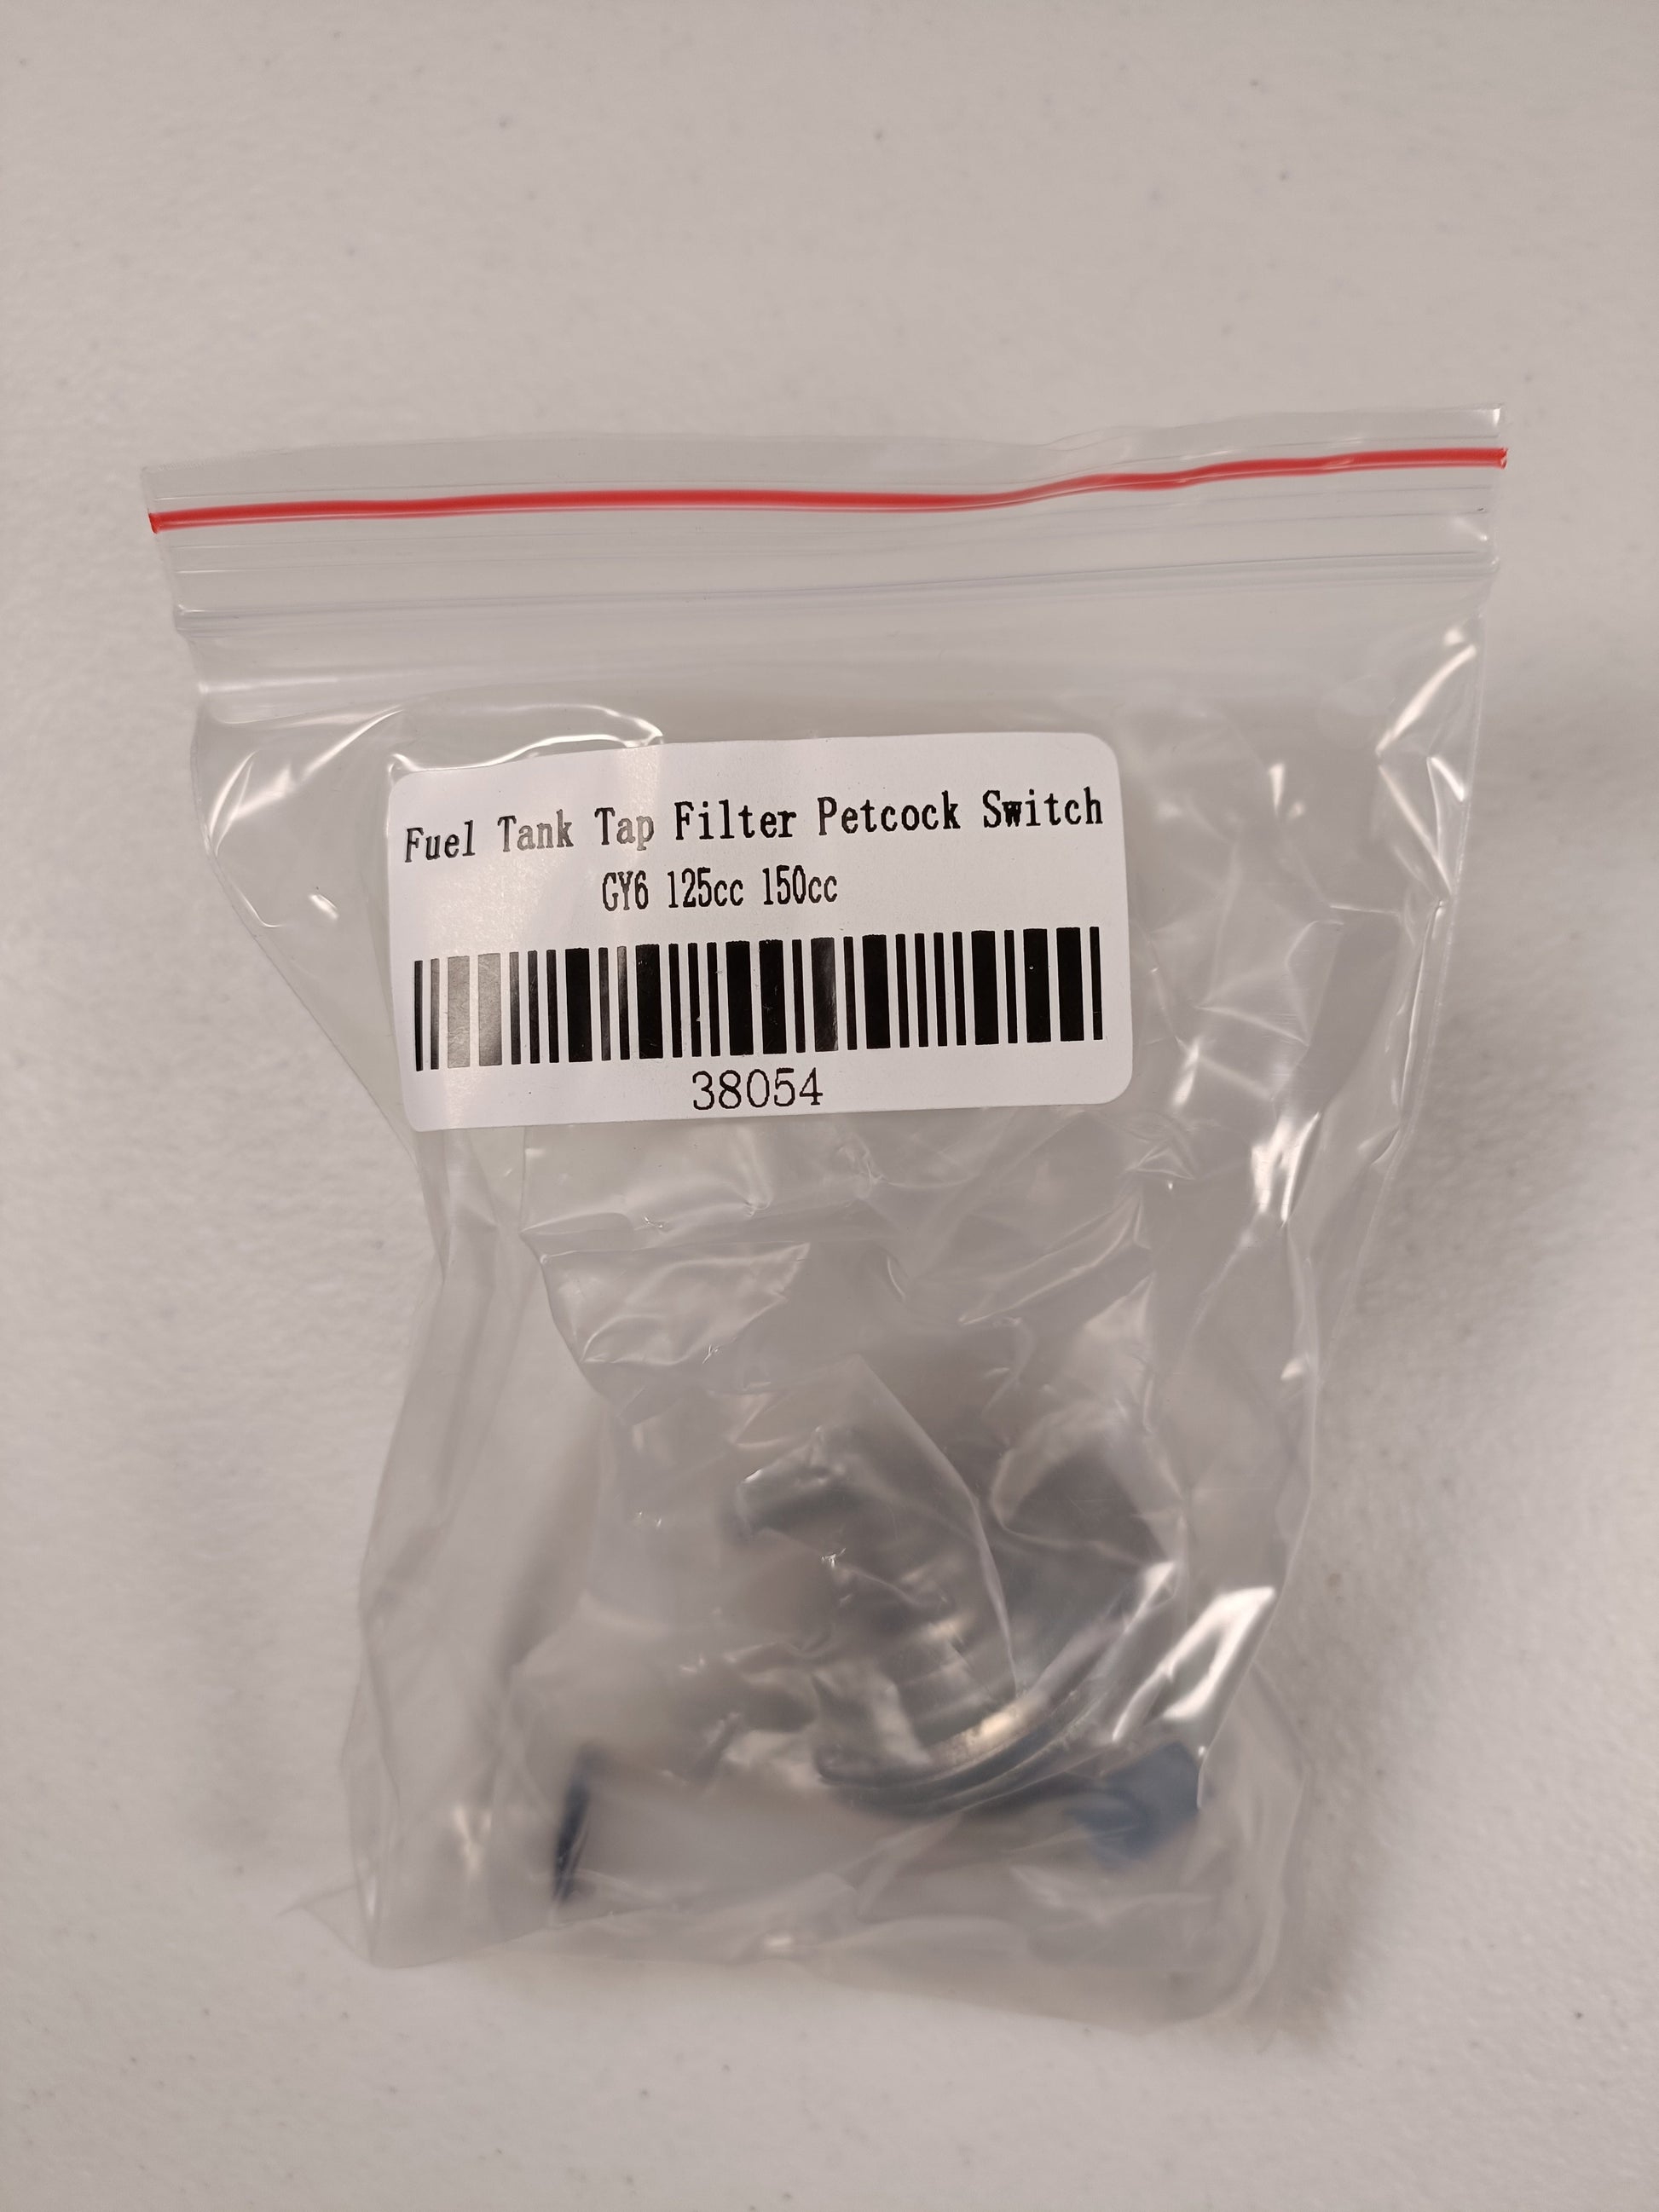 Fuel Tank Tap Filter Petcock Switch
GY6 125cc 150cc
38054